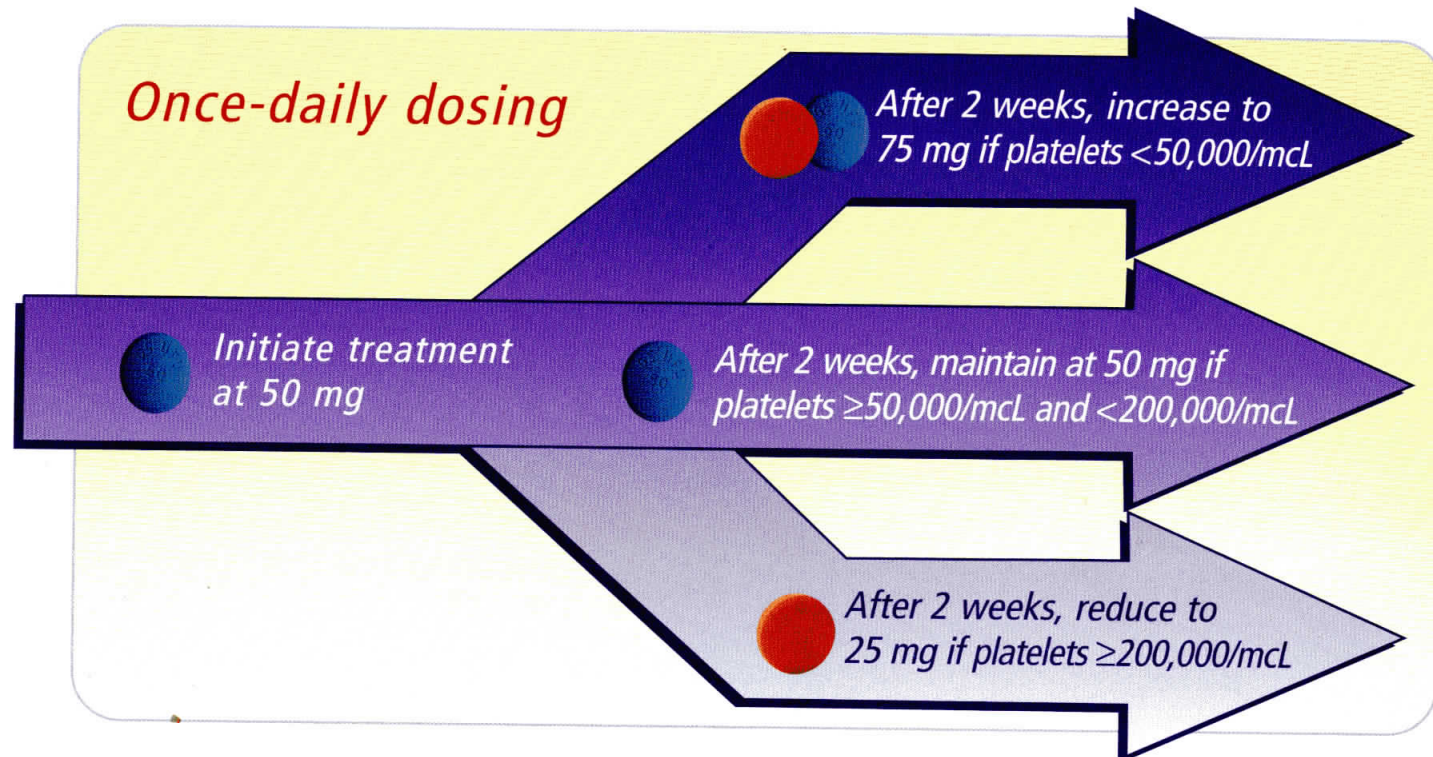 Once-daily dosing
After 2 weeks, increase to
75 mg if platelets <50,000/mcL
Initiate treatment
at 50 mg
After 2 weeks, maintain at 50 mg if
platelets ≥50,000/mcL and <200,000/mcL
After 2 weeks, reduce to
25 mg if platelets ≥200,000/mcL